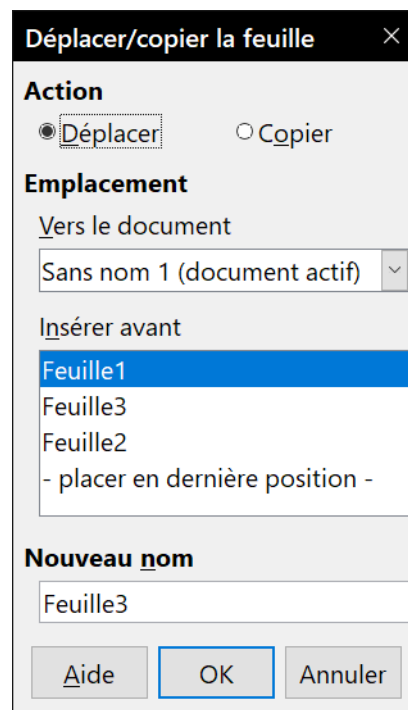 Déplacer/copier la feuille
Action
Déplacer Copier
Emplacement
Vers le document
Sans nom 1 (document actif)
Insérer avant
Feuille1
Feuille3
Feuille2
- placer en dernière position -
Nouveau nom
Feuille3
Aide OK Annuler